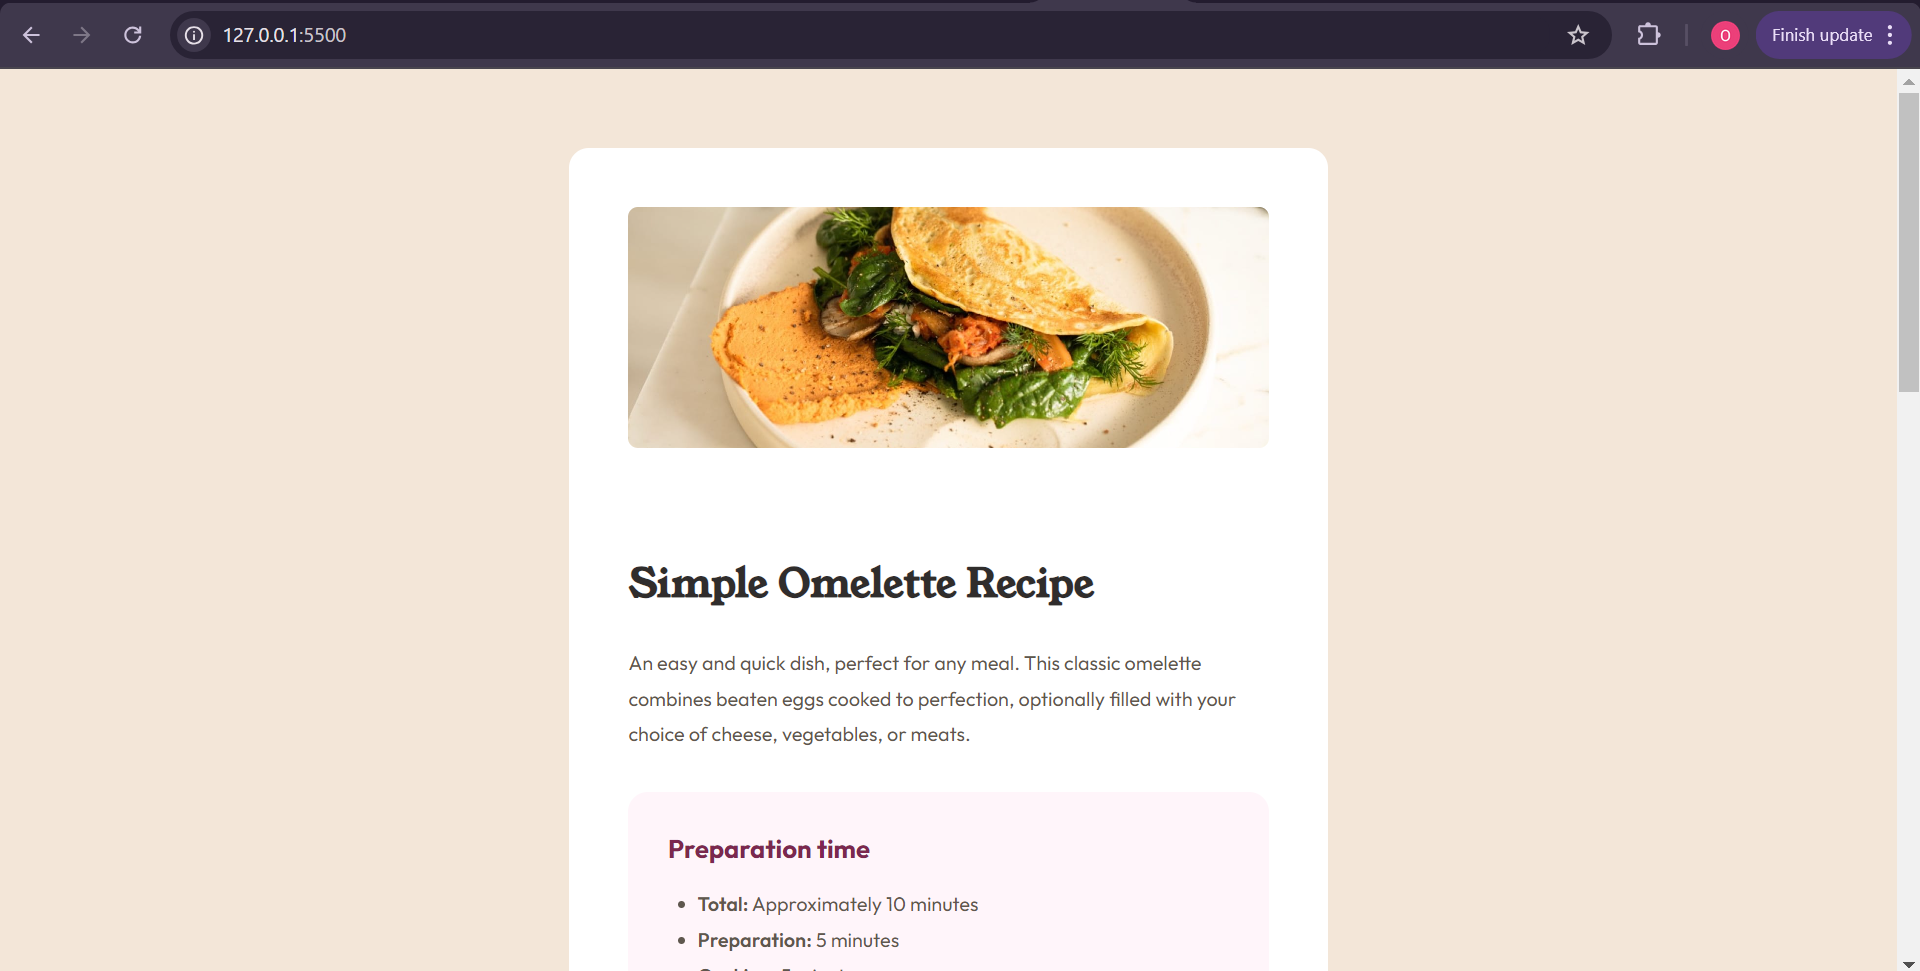 127.0.0.1:5500
O
Finish update
Simple Omelette Recipe
An easy and quick dish, perfect for any meal. This classic omelette
combines beaten eggs cooked to perfection, optionally filled with your
choice of cheese, vegetables, or meats.
Preparation time
Total: Approximately 10 minutes
Preparation: 5 minutes